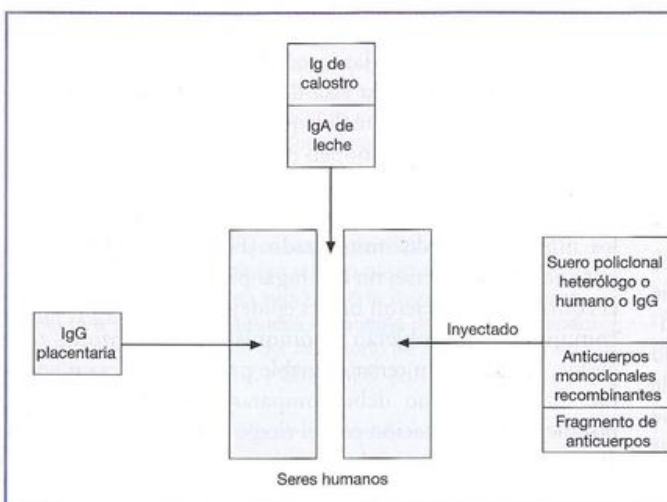 Ig de
calostro
IgA de
leche
IgG
placentaria
Inyectado
Suero policlonal
heterólogo o
humano o IgG
Anticuerpos
monoclonales
recombinantes
Fragmento de
anticuerpos
Seres humanos